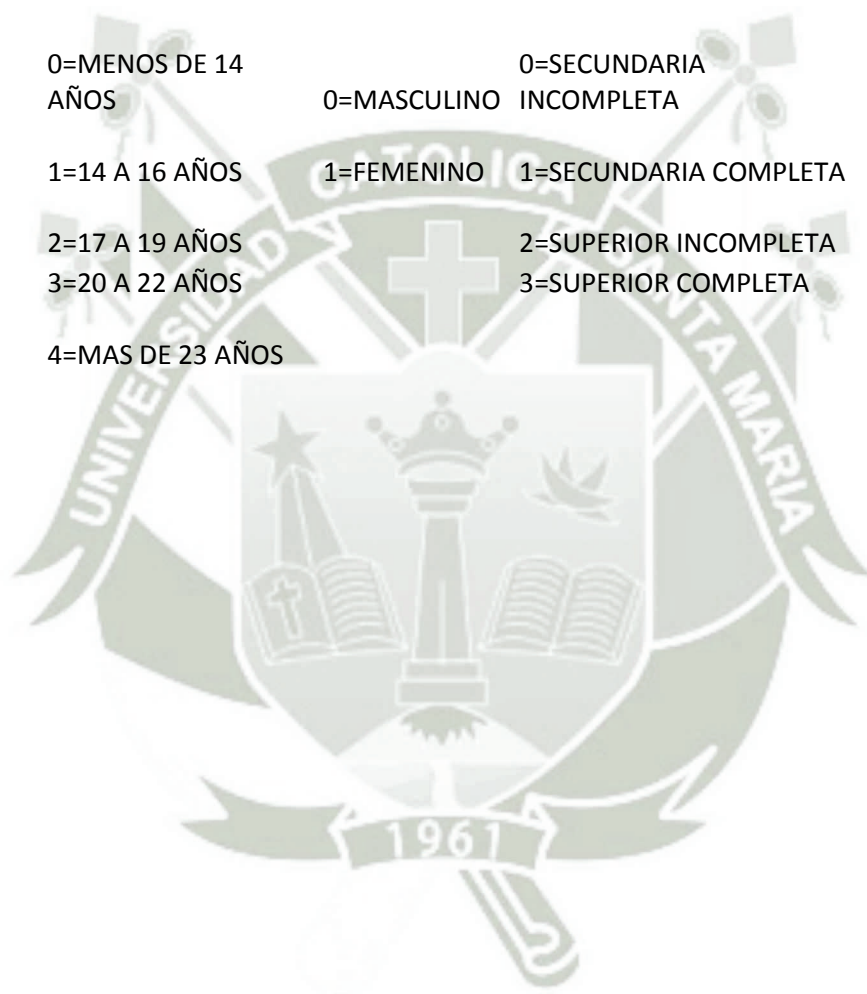 0=MENOS DE 14 AÑOS 0=MASCULINO 0=SECUNDARIA INCOMPLETA
1=14 A 16 AÑOS 1=FEMENINO 1=SECUNDARIA COMPLETA
2=17 A 19 AÑOS 2=SUPERIOR INCOMPLETA
3=20 A 22 AÑOS 3=SUPERIOR COMPLETA
4=MAS DE 23 AÑOS
UNIVERSIDAD CATOLICA SANTA MARIA
1961